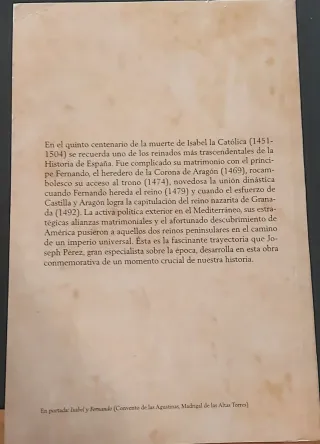 En el quinto centenario de la muerte de Isabel la Católica (1451-
1504) se recuerda uno de los reinados más trascendentales de la
Historia de España. Fue complicado su matrimonio con el prínci-
pe Fernando, el heredero de la Corona de Aragón (1469), rocam-
bolesco su acceso al trono (1474), novedosa la unión dinástica
cuando Fernando hereda el reino (1479) y cuando el esfuerzo de
Castilla y Aragón logra la capitulación del reino nazarita de Grana-
da (1492). La activa política exterior en el Mediterráneo, sus estra-
tégicas alianzas matrimoniales y el afortunado descubrimiento de
América pusieron a aquellos dos reinos peninsulares en el camino
de un imperio universal. Ésta es la fascinante trayectoria que Jo-
seph Perez, gran especialista sobre la época, desarrolla en esta obra
conmemorativa de un momento crucial de nuestra historia.
En portada: Isabel y Fernando (Convento de las Agustinas, Madrigal de las Altas Torres)